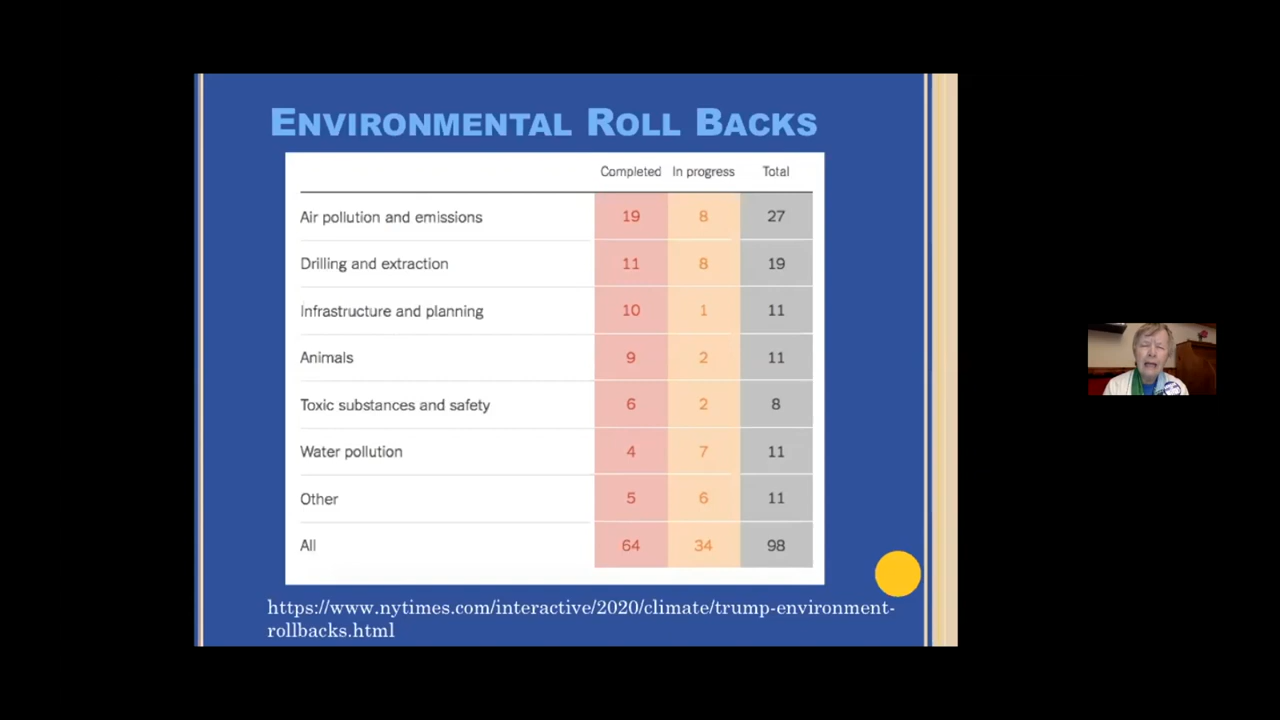 ENVIRONMENTAL ROLL BACKS
Completed In progress Total
Air pollution and emissions 19 8 27
Drilling and extraction 11 8 19
Infrastructure and planning 10 1 11
Animals 9 2 11
Toxic substances and safety 6 2 8
Water pollution 4 7 11
Other 5 6 11
All 64 34 98
https://www.nytimes.com/interactive/2020/climate/trump-environment-
rollbacks.html